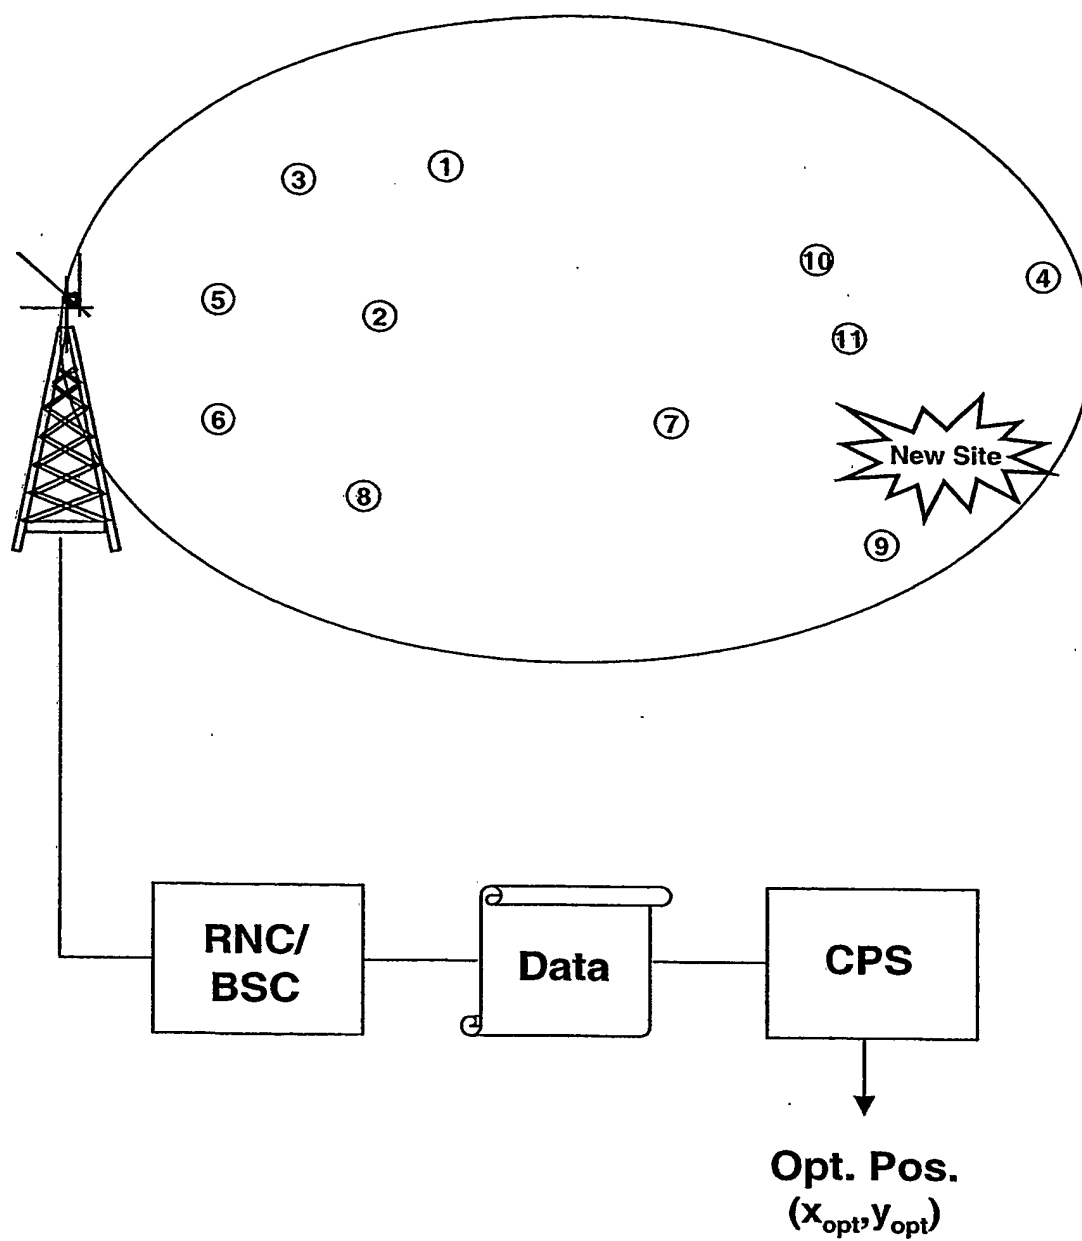 1
3
10
4
5
2
11
6
7
New Site
8
9
RNC/
BSC
Data
CPS
Opt. Pos.
(x_opt,y_opt)